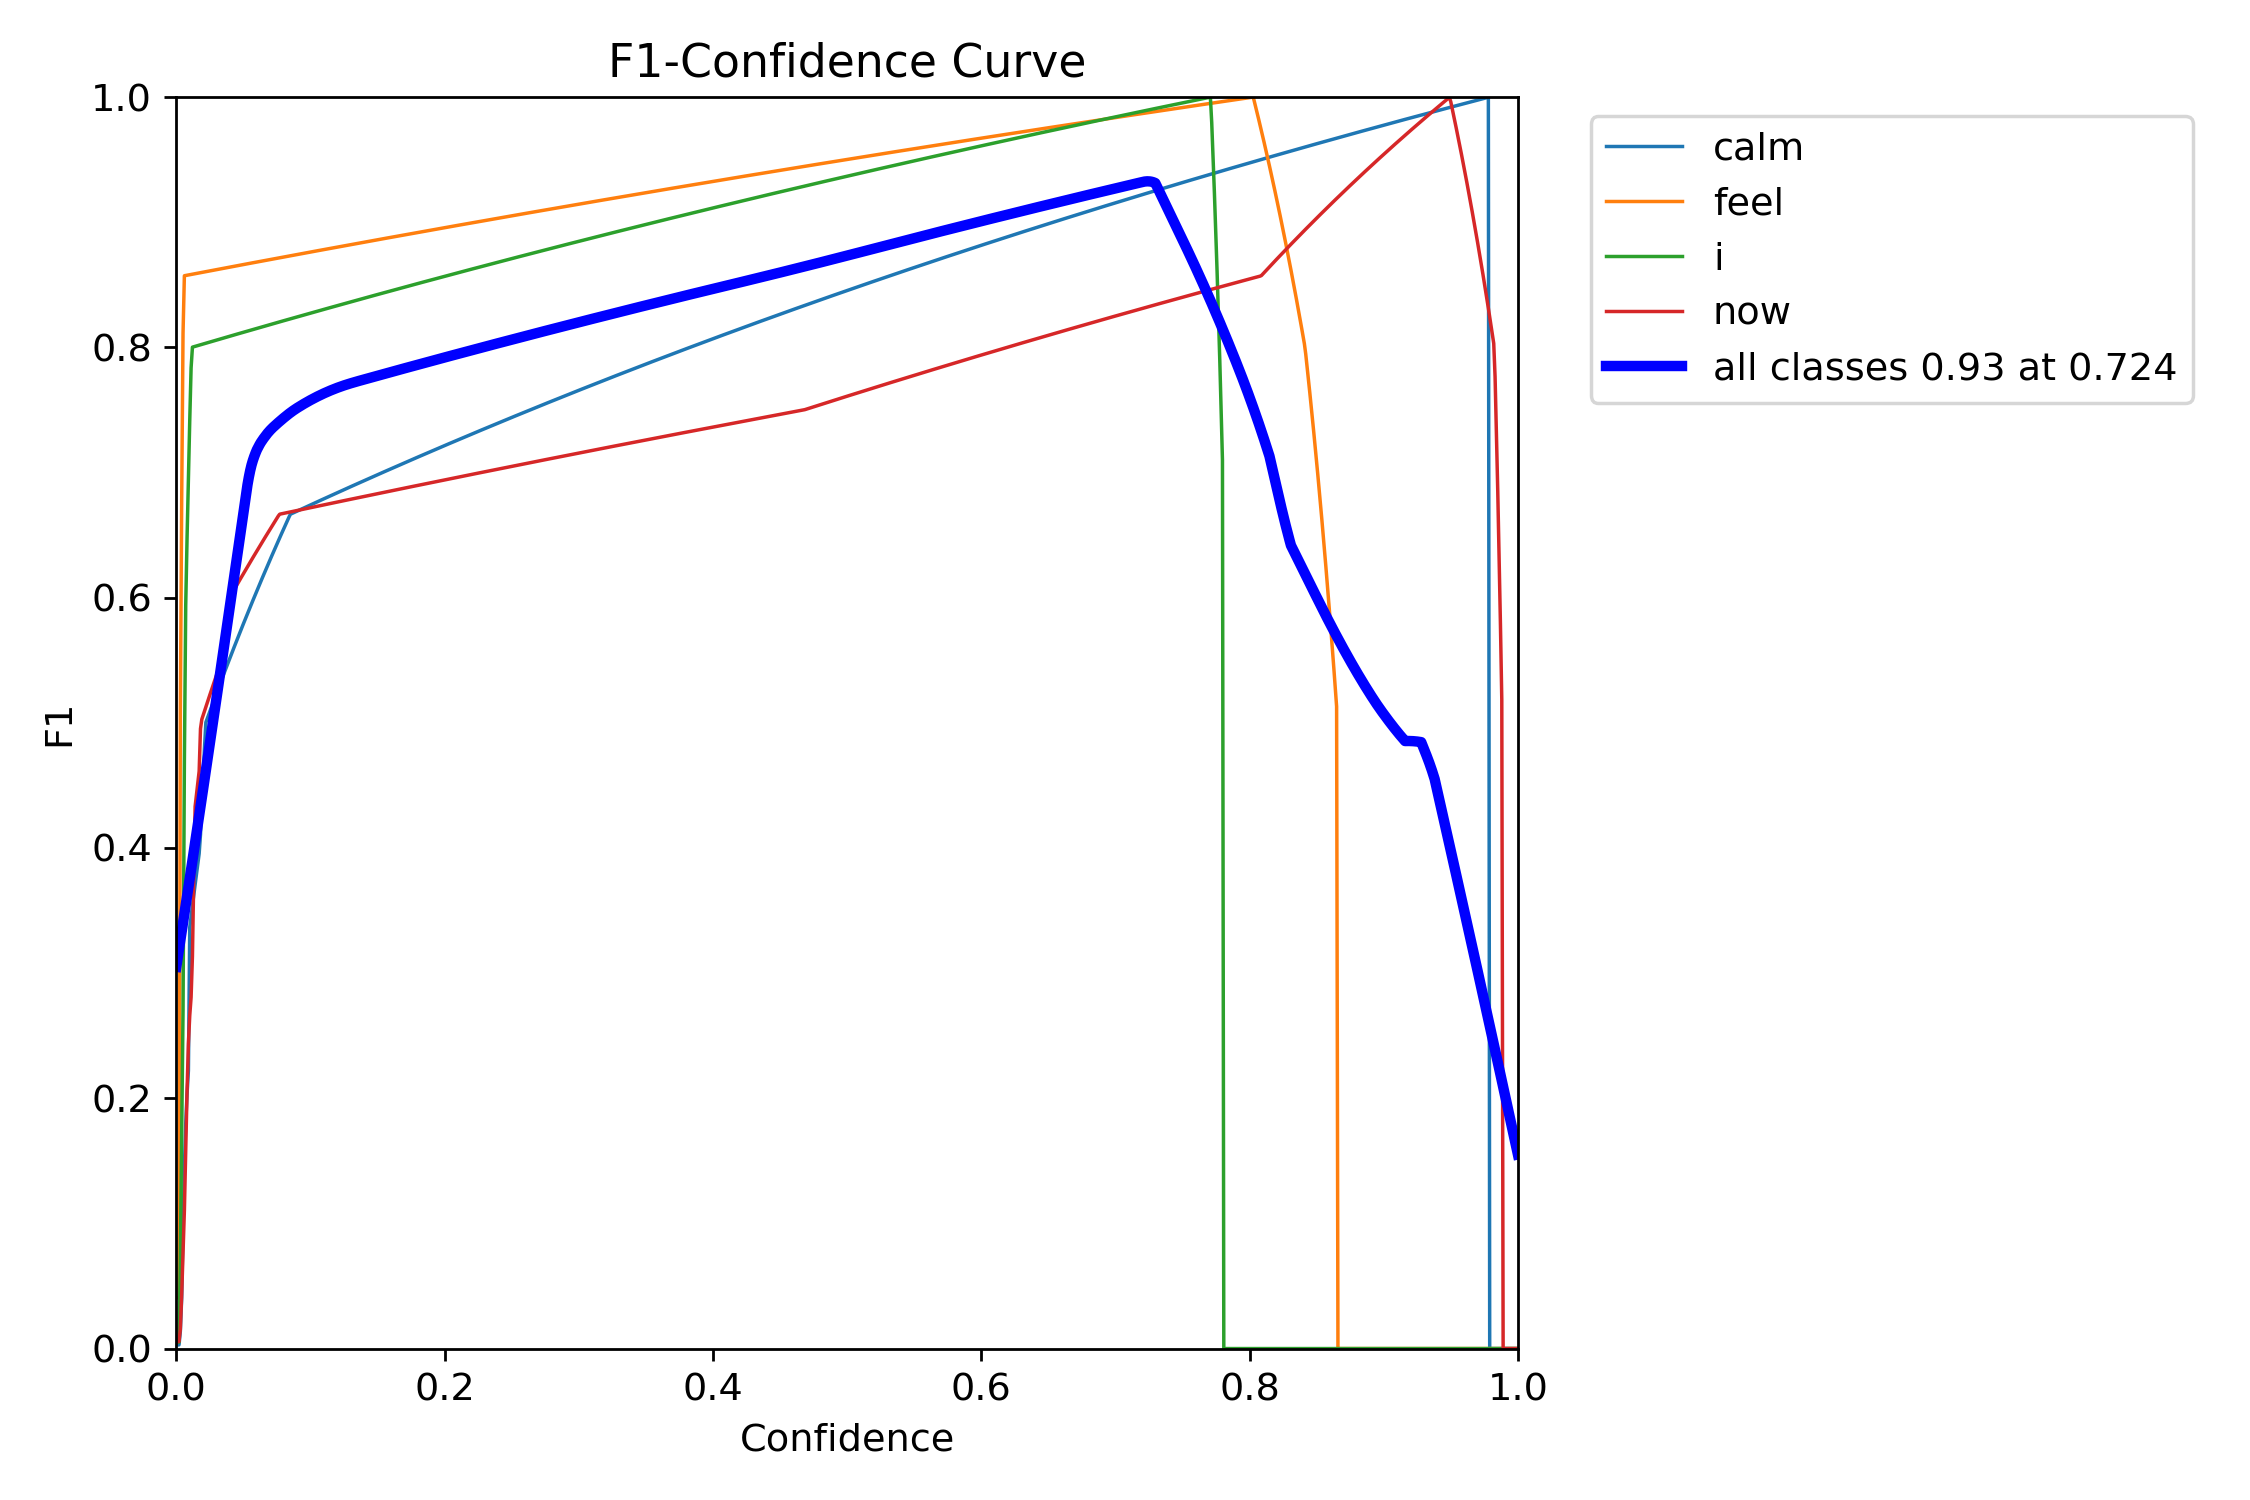 F1-Confidence Curve
1.0
0.8
0.6
0.4
0.2
0.0
F1
0.0 0.2 0.4 0.6 0.8 1.0
Confidence
calm
feel
i
now
all classes 0.93 at 0.724